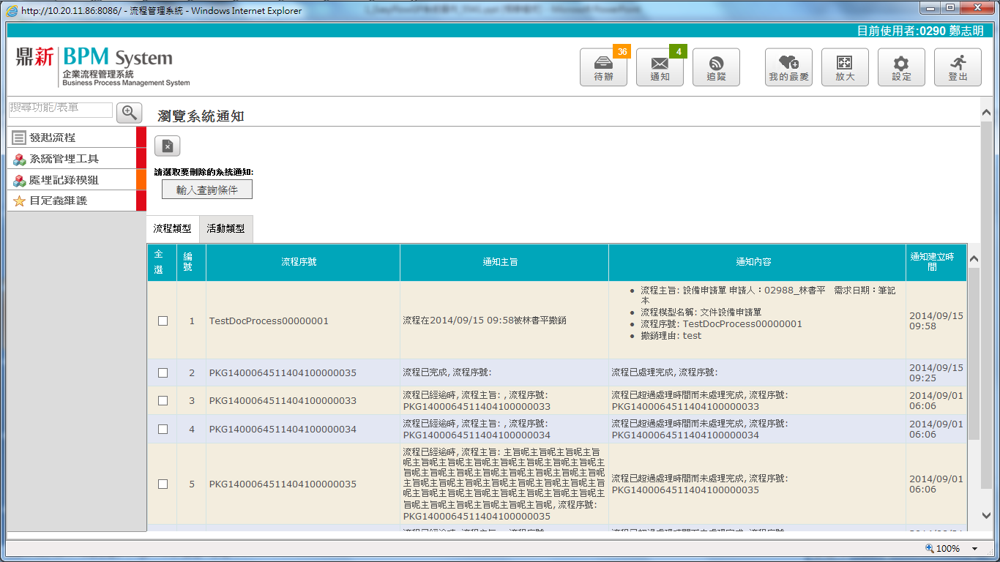 http://10.20.11.86:8086/ - 流程管理系統 - Windows Internet Explorer
目前使用者:0290 鄭志明
鼎新 BPM System
企業流程管理系統
Business Process Management System
36
待辦
4
通知
追蹤
我的最愛
放大
設定
登出
搜尋功能/表單
發起流程
系統管理工具
處理記錄模組
自定義維護
瀏覽系統通知
請選取要刪除的系統通知:
輸入查詢條件
流程類型 活動類型
全選 編號 流程序號 通知主旨 通知內容 通知建立時間
1 TestDocProcess00000001 流程在2014/09/15 09:58被林書平撤銷
流程主旨: 設備申請單 申請人：02988_林書平　需求日期：筆記本
流程模型名稱: 文件設備申請單
流程序號: TestDocProcess00000001
撤銷理由: test
2014/09/15 09:58
2 PKG1400064511404100000035 流程已完成, 流程序號: 流程已處理完成, 流程序號: 2014/09/15 09:25
3 PKG1400064511404100000033
流程已經逾時, 流程主旨: , 流程序號:
PKG1400064511404100000033
流程已超過處理時間而未處理完成, 流程序號:
PKG1400064511404100000033
2014/09/01 06:06
4 PKG1400064511404100000034
流程已經逾時, 流程主旨: , 流程序號:
PKG1400064511404100000034
流程已超過處理時間而未處理完成, 流程序號:
PKG1400064511404100000034
2014/09/01 06:06
5 PKG1400064511404100000035
流程已經逾時, 流程主旨: 主旨呢主旨呢主旨呢主旨
呢主旨呢主旨呢主旨呢主旨呢主旨呢主旨呢主旨呢主
旨呢主旨呢主旨呢主旨呢主旨呢主旨呢主旨呢主旨呢
主旨呢主旨呢主旨呢主旨呢主旨呢主旨呢主旨呢主旨
呢主旨呢主旨呢主旨呢主旨呢主旨呢主旨呢主旨呢主
旨呢主旨呢主旨呢主旨呢主旨呢主旨呢, 流程序號:
PKG1400064511404100000035
流程已超過處理時間而未處理完成, 流程序號:
PKG1400064511404100000035
2014/09/01 06:06
100%